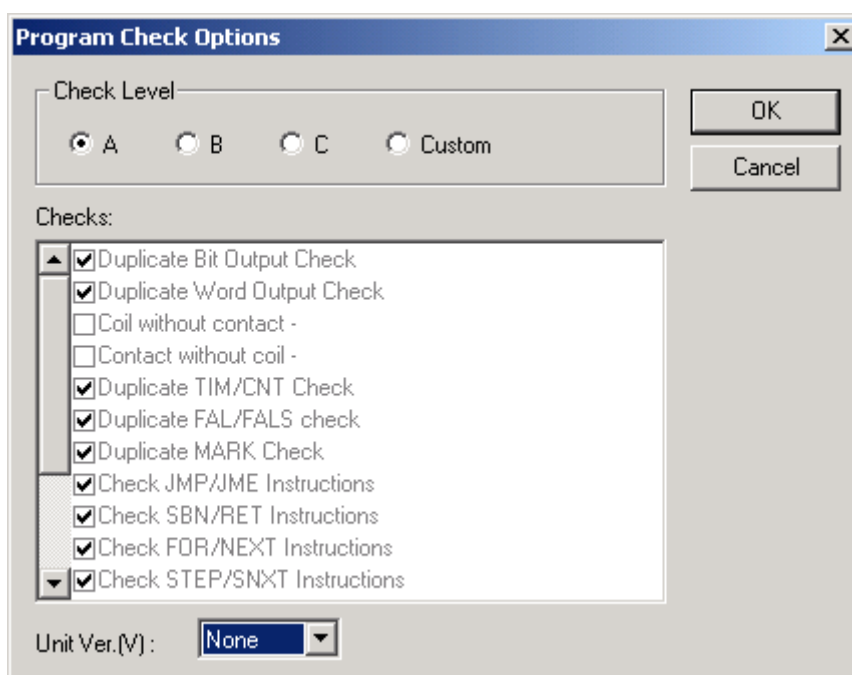 Program Check Options
Check Level
A B C Custom
OK
Cancel
Checks:
Duplicate Bit Output Check
Duplicate Word Output Check
Coil without contact -
Contact without coil -
Duplicate TIM/CNT Check
Duplicate FAL/FALS check
Duplicate MARK Check
Check JMP/JME Instructions
Check SBN/RET Instructions
Check FOR/NEXT Instructions
Check STEP/SNXT Instructions
Unit Ver.(V) : None